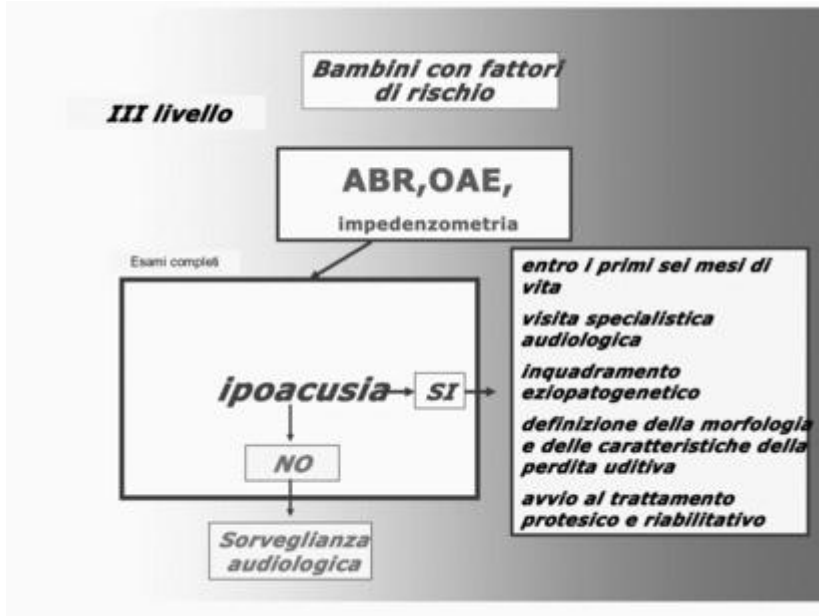 Bambini con fattori
di rischio
III livello
ABR,OAE,
impedenzometria
Esami completi
ipoacusia
SI
NO
Sorveglianza
audiologica
entro i primi sei mesi di
vita
visita specialistica
audiologica
inquadramento
eziopatogenetico
definizione della morfologia
e delle caratteristiche della
perdita uditiva
avvio al trattamento
protesico e riabilitativo